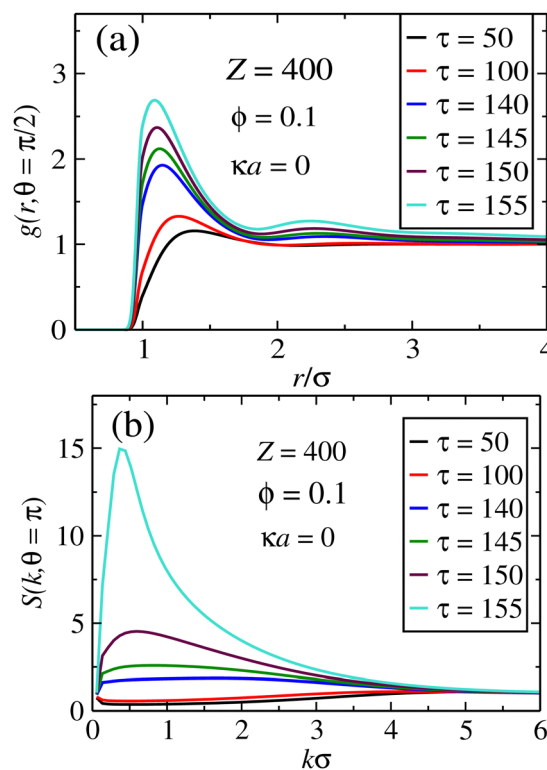 (a)
Z = 400
ϕ = 0.1
κa = 0
τ = 50
τ = 100
τ = 140
τ = 145
τ = 150
τ = 155
g(r,θ = π/2)
3
2
1
0
1
2
3
4
r/σ
(b)
Z = 400
ϕ = 0.1
κa = 0
τ = 50
τ = 100
τ = 140
τ = 145
τ = 150
τ = 155
S(k,θ = π)
15
10
5
0
0
1
2
3
4
5
6
kσ